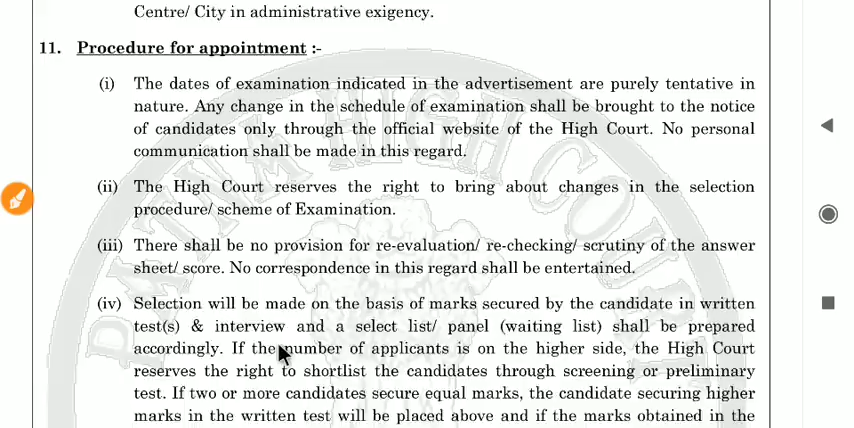 Centre/ City in administrative exigency.
11. Procedure for appointment :-
(i) The dates of examination indicated in the advertisement are purely tentative in
nature. Any change in the schedule of examination shall be brought to the notice
of candidates only through the official website of the High Court. No personal
communication shall be made in this regard.
(ii) The High Court reserves the right to bring about changes in the selection
procedure/ scheme of Examination.
(iii) There shall be no provision for re-evaluation/ re-checking/ scrutiny of the answer
sheet/ score. No correspondence in this regard shall be entertained.
(iv) Selection will be made on the basis of marks secured by the candidate in written
test(s) & interview and a select list/ panel (waiting list) shall be prepared
accordingly. If the number of applicants is on the higher side, the High Court
reserves the right to shortlist the candidates through screening or preliminary
test. If two or more candidates secure equal marks, the candidate securing higher
marks in the written test will be placed above and if the marks obtained in the
PATNA HIGH COURT